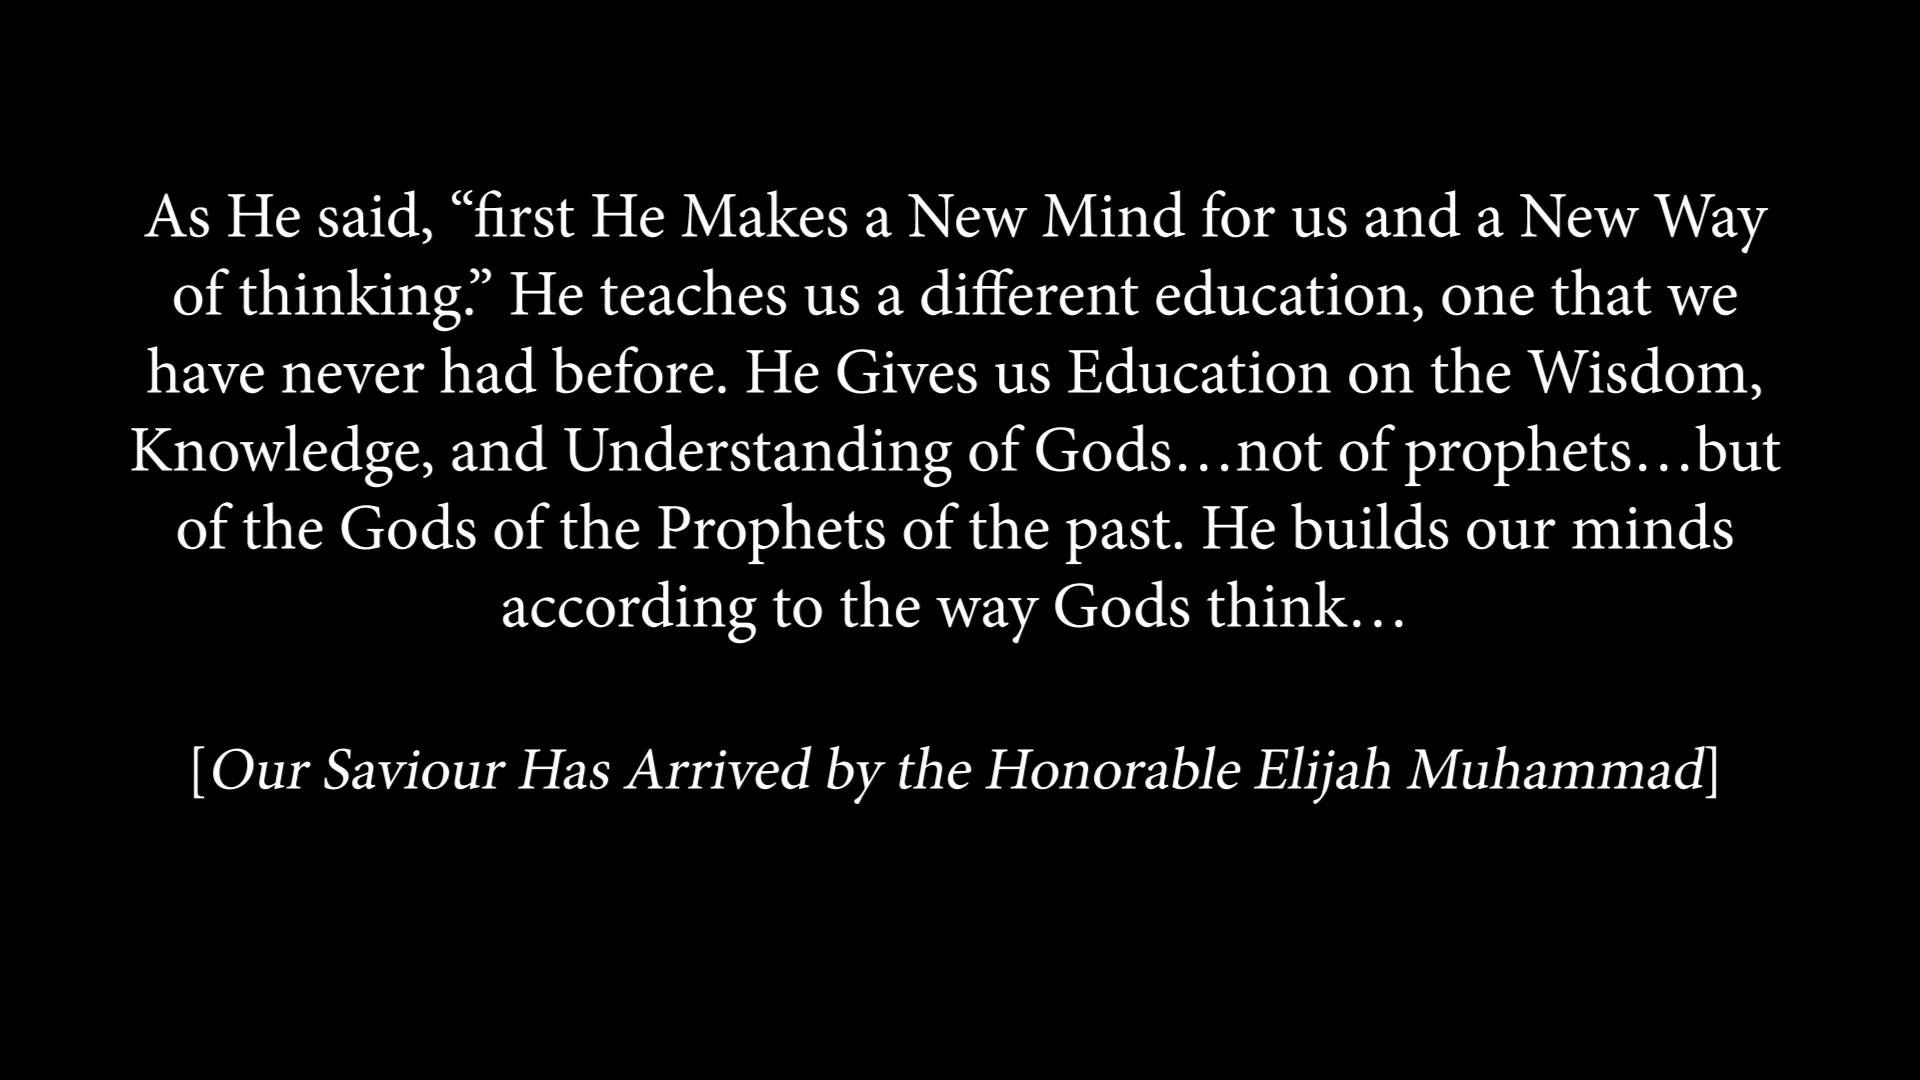 As He said, “first He Makes a New Mind for us and a New Way
of thinking.” He teaches us a different education, one that we
have never had before. He Gives us Education on the Wisdom,
Knowledge, and Understanding of Gods…not of prophets…but
of the Gods of the Prophets of the past. He builds our minds
according to the way Gods think…
[Our Saviour Has Arrived by the Honorable Elijah Muhammad]